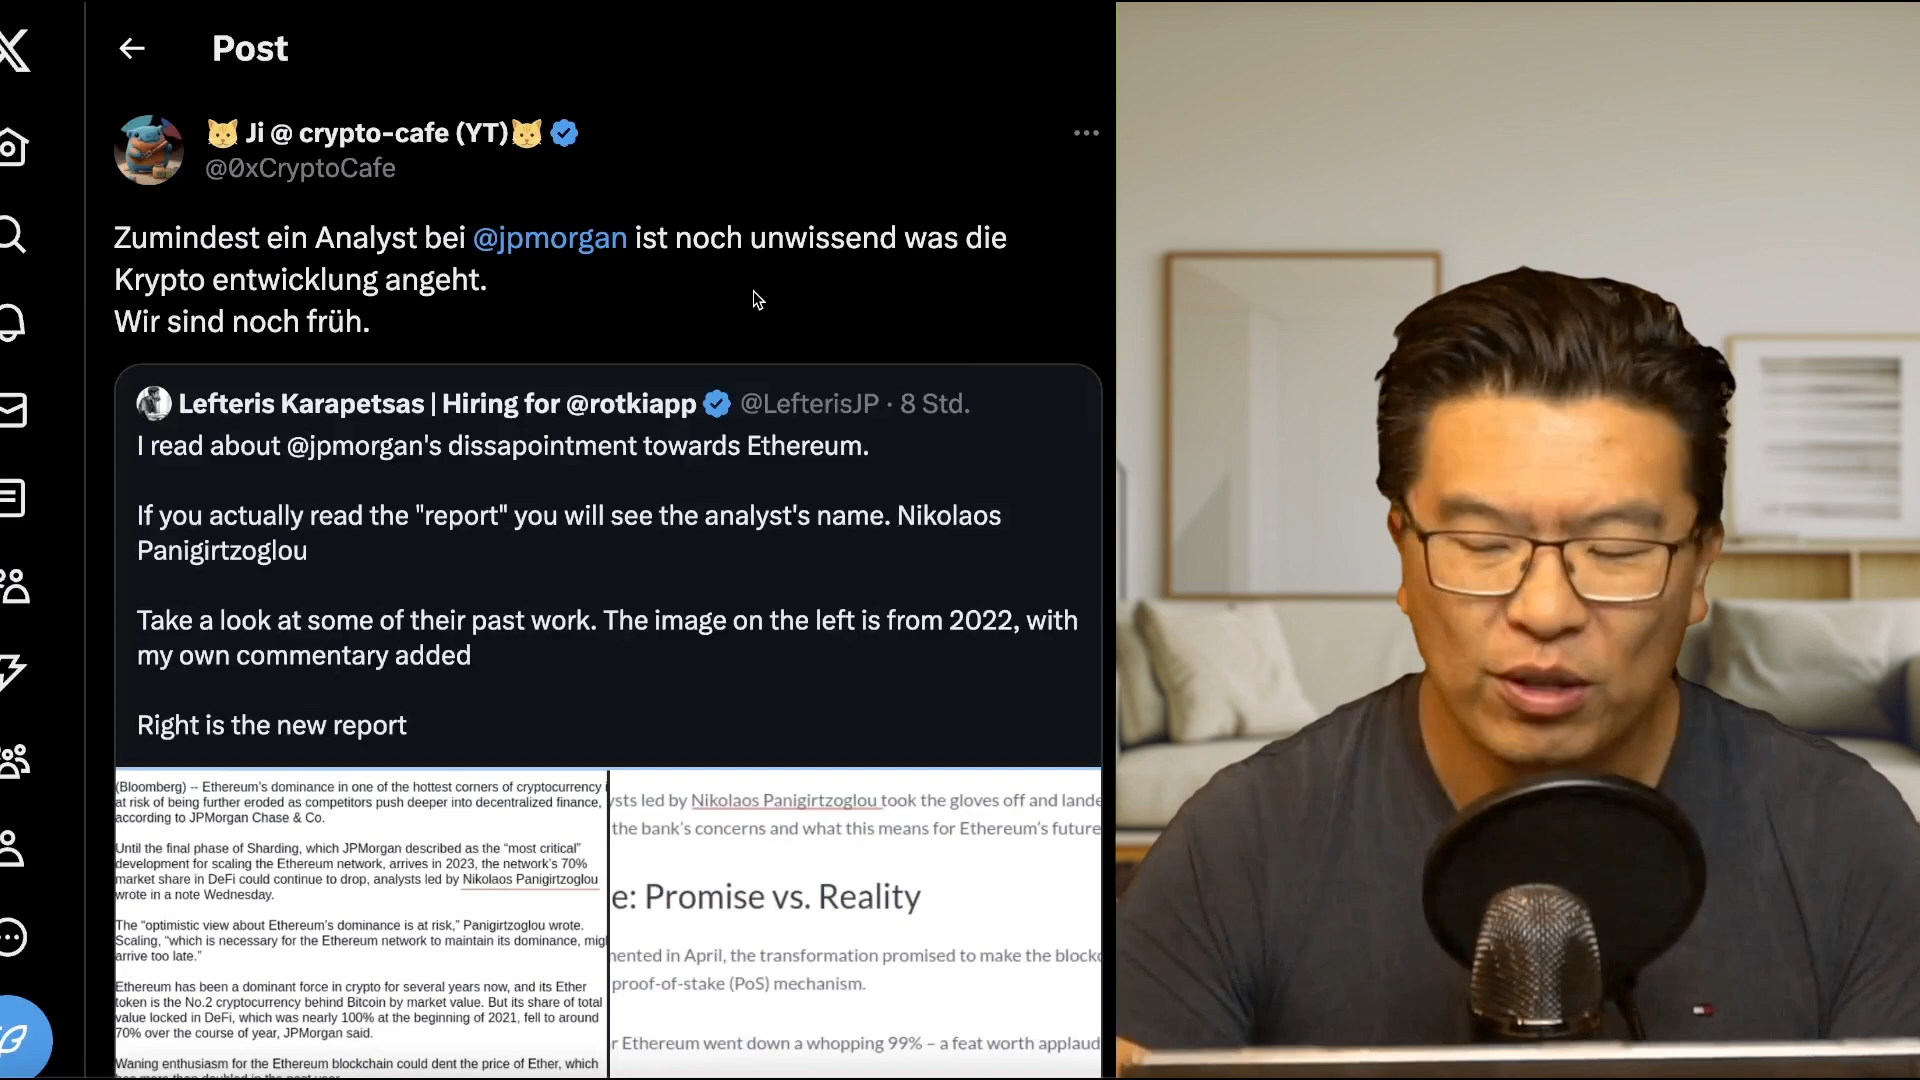 Post
Ji @ crypto-cafe (YT)
@0xCryptoCafe
Zumindest ein Analyst bei @jpmorgan ist noch unwissend was die
Krypto entwicklung angeht.
Wir sind noch früh.
Lefteris Karapetsas | Hiring for @rotkiapp @LefterisJP · 8 Std.
I read about @jpmorgan's dissapointment towards Ethereum.
If you actually read the "report" you will see the analyst's name. Nikolaos
Panigirtzoglou
Take a look at some of their past work. The image on the left is from 2022, with
my own commentary added
Right is the new report
(Bloomberg) -- Ethereum's dominance in one of the hottest corners of cryptocurrency i
at risk of being further eroded as competitors push deeper into decentralized finance,
according to JPMorgan Chase & Co.
Until the final phase of Sharding, which JPMorgan described as the "most critical"
development for scaling the Ethereum network, arrives in 2023, the network's 70%
market share in DeFi could continue to drop, analysts led by Nikolaos Panigirtzoglou
wrote in a note Wednesday.
The "optimistic view about Ethereum's dominance is at risk," Panigirtzoglou wrote.
Scaling, "which is necessary for the Ethereum network to maintain its dominance, mig
arrive too late."
Ethereum has been a dominant force in crypto for several years now, and its Ether
token is the No.2 cryptocurrency behind Bitcoin by market value. But its share of total
value locked in DeFi, which was nearly 100% at the beginning of 2021, fell to around
70% over the course of year, JPMorgan said.
Waning enthusiasm for the Ethereum blockchain could dent the price of Ether, which
ysts led by Nikolaos Panigirtzoglou took the gloves off and lande
the bank's concerns and what this means for Ethereum's future
e: Promise vs. Reality
nented in April, the transformation promised to make the blockc
proof-of-stake (PoS) mechanism.
r Ethereum went down a whopping 99% – a feat worth applaud